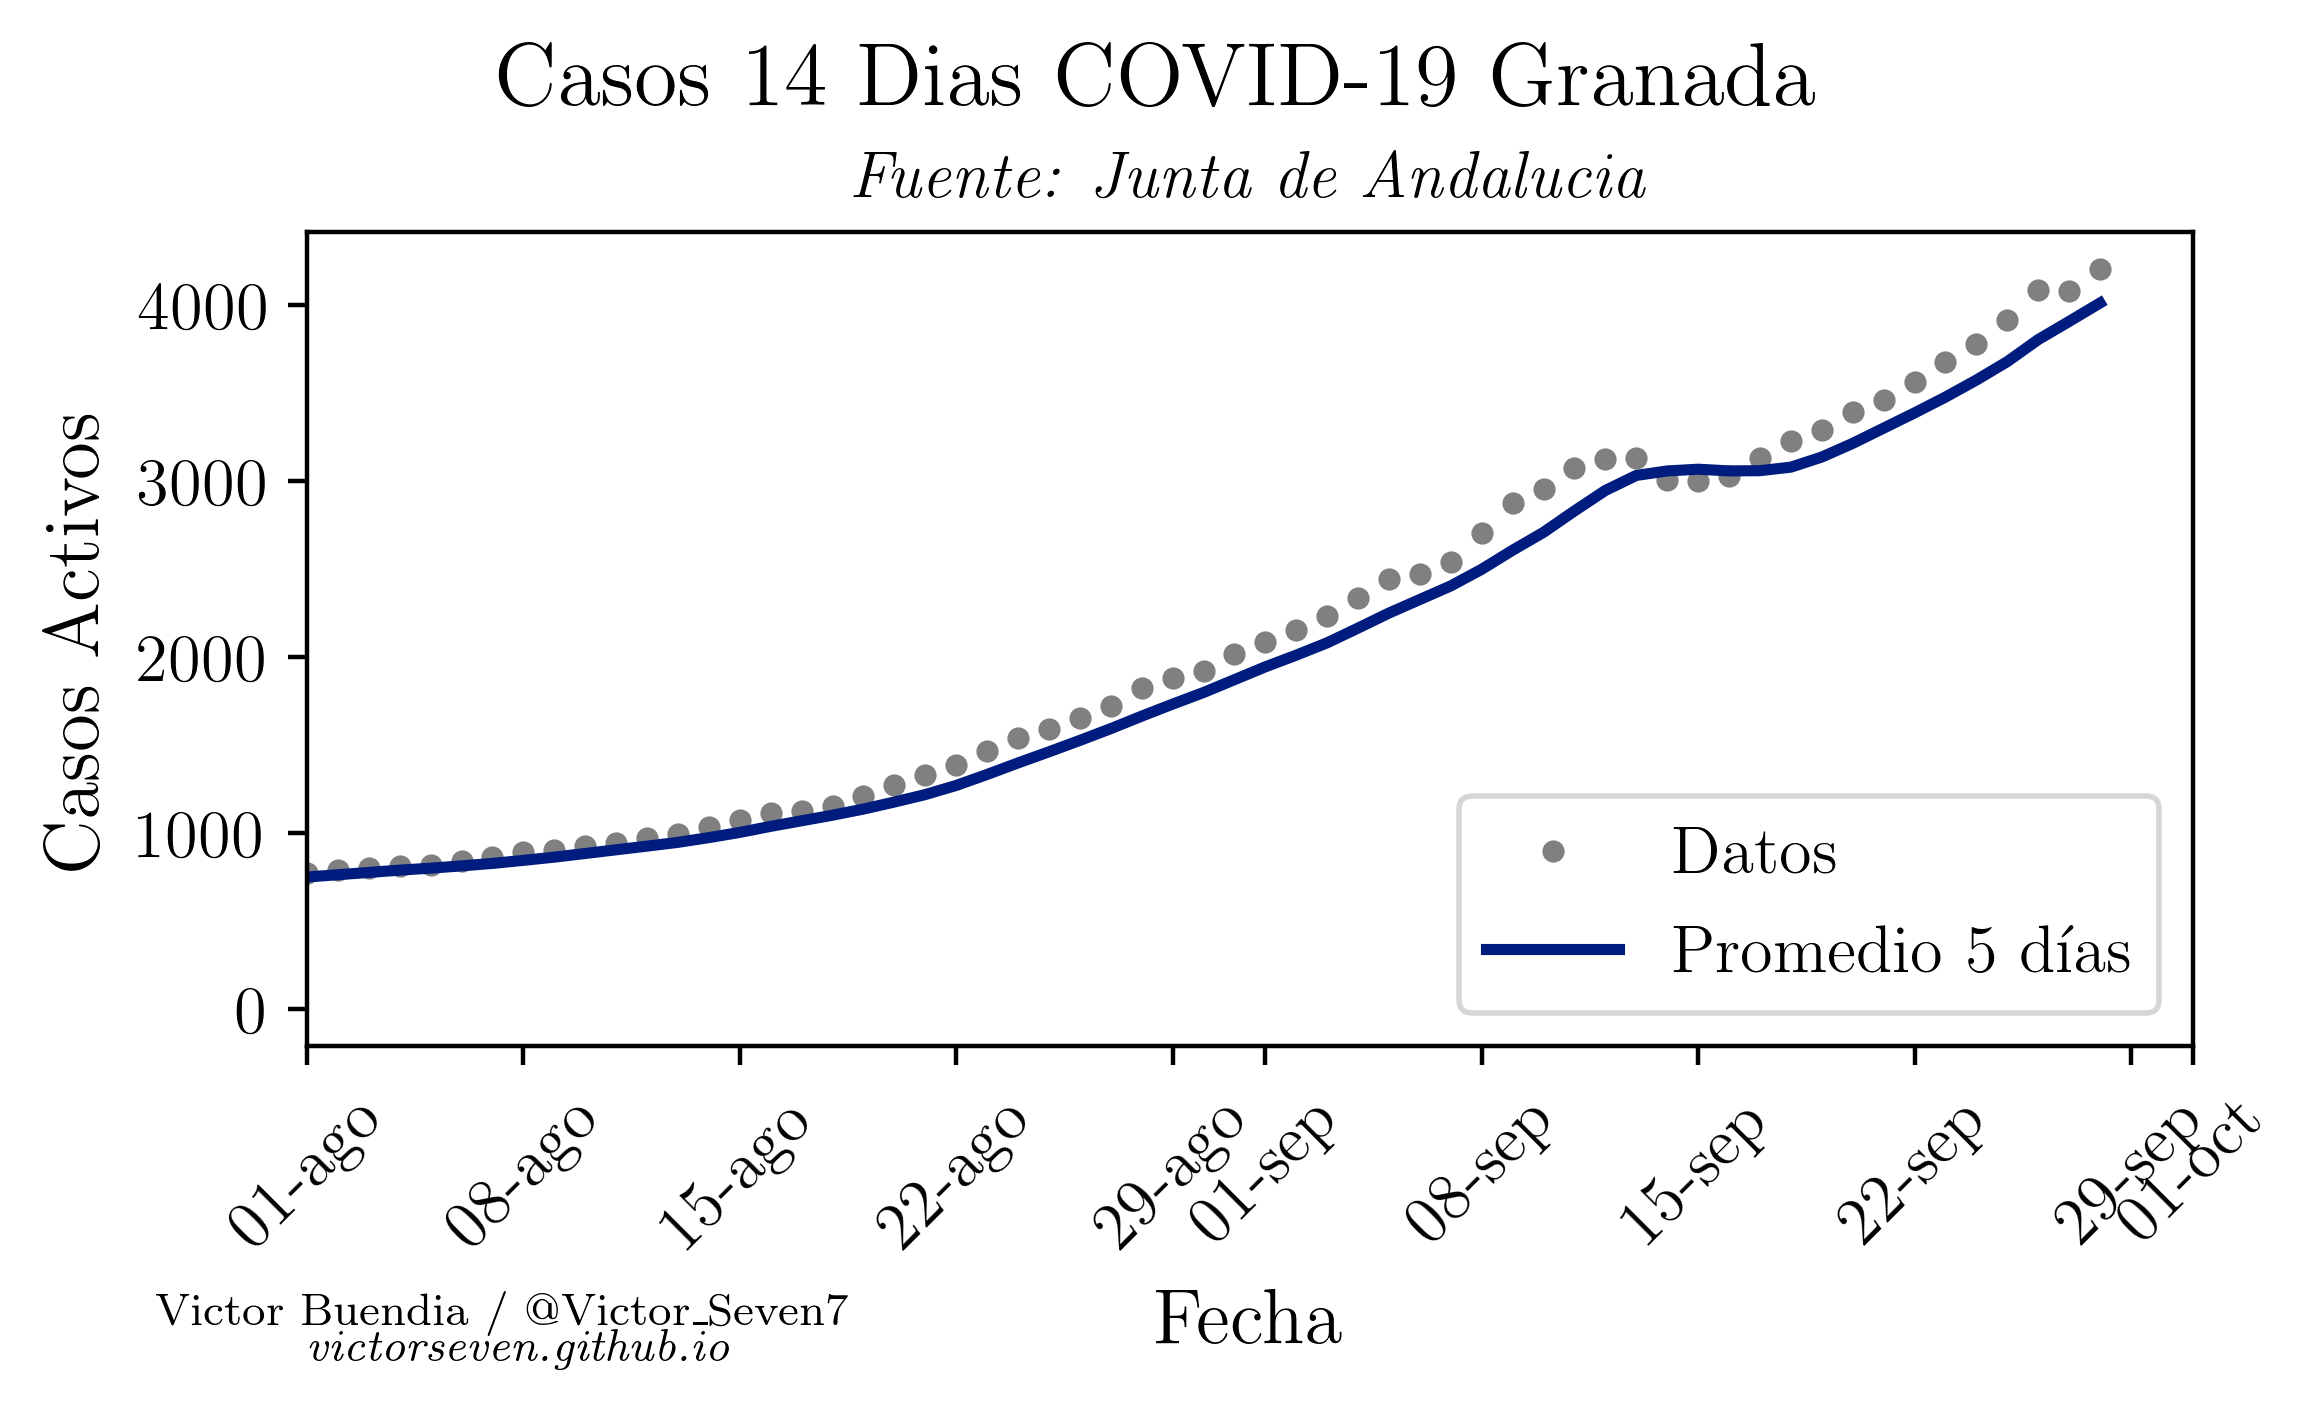 Casos 14 Dias COVID-19 Granada
Fuente: Junta de Andalucia
Casos Activos
4000
3000
2000
1000
0
Datos
Promedio 5 días
01-ago
08-ago
15-ago
22-ago
29-ago
01-sep
08-sep
15-sep
22-sep
29-sep
01-oct
Fecha
Victor Buendia / @Victor_Seven7
victorseven.github.io